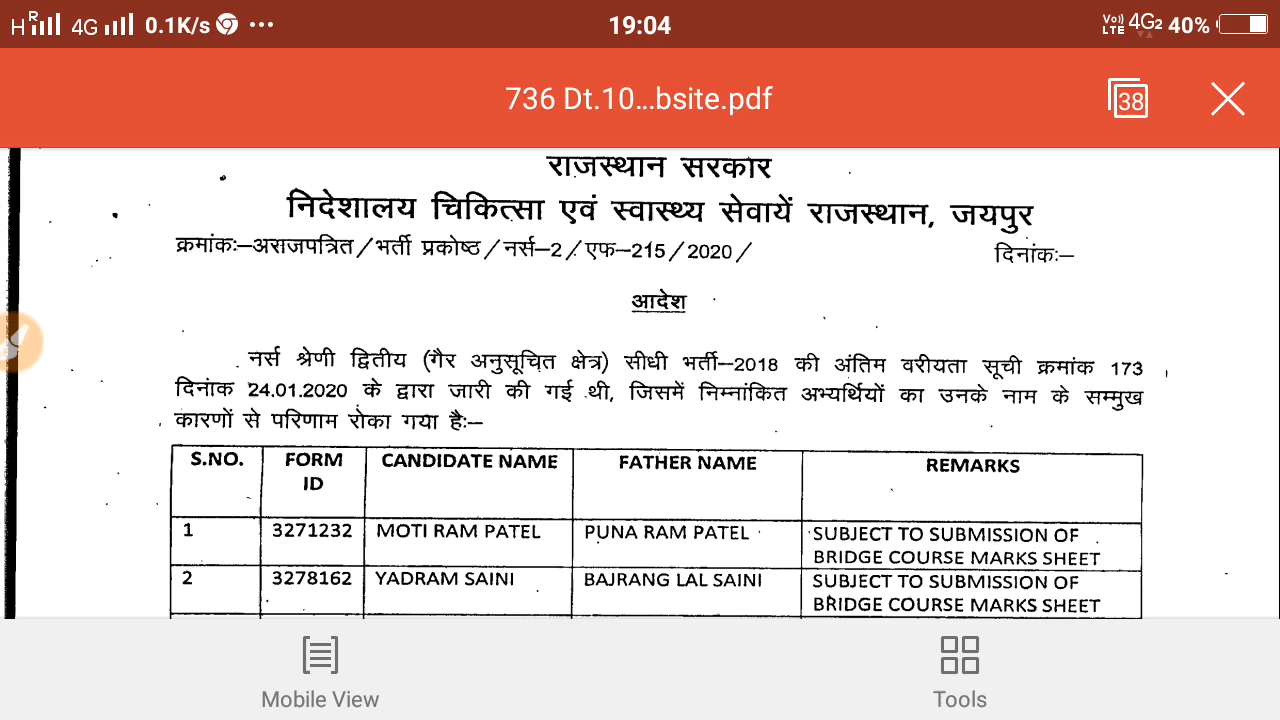 H R 4G 0.1K/s ... 19:04 Vo) LTE 4G2 40%
736 Dt.10...bsite.pdf 38
राजस्थान सरकार
निदेशालय चिकित्सा एवं स्वास्थ्य सेवायें राजस्थान, जयपुर
क्रमांकः–अराजपत्रित/भर्ती प्रकोष्ठ/नर्स–2/एफ–215/2020/ दिनांकः–
आदेश
नर्स श्रेणी द्वितीय (गैर अनुसूचित क्षेत्र) सीधी भर्ती–2018 की अंतिम वरीयता सूची क्रमांक 173
दिनांक 24.01.2020 के द्वारा जारी की गई थी, जिसमें निम्नांकित अभ्यर्थियों का उनके नाम के सम्मुख
कारणों से परिणाम रोका गया हैः–
S.NO. FORM ID CANDIDATE NAME FATHER NAME REMARKS
1 3271232 MOTI RAM PATEL PUNA RAM PATEL SUBJECT TO SUBMISSION OF
BRIDGE COURSE MARKS SHEET
2 3278162 YADRAM SAINI BAJRANG LAL SAINI SUBJECT TO SUBMISSION OF
BRIDGE COURSE MARKS SHEET
Mobile View Tools